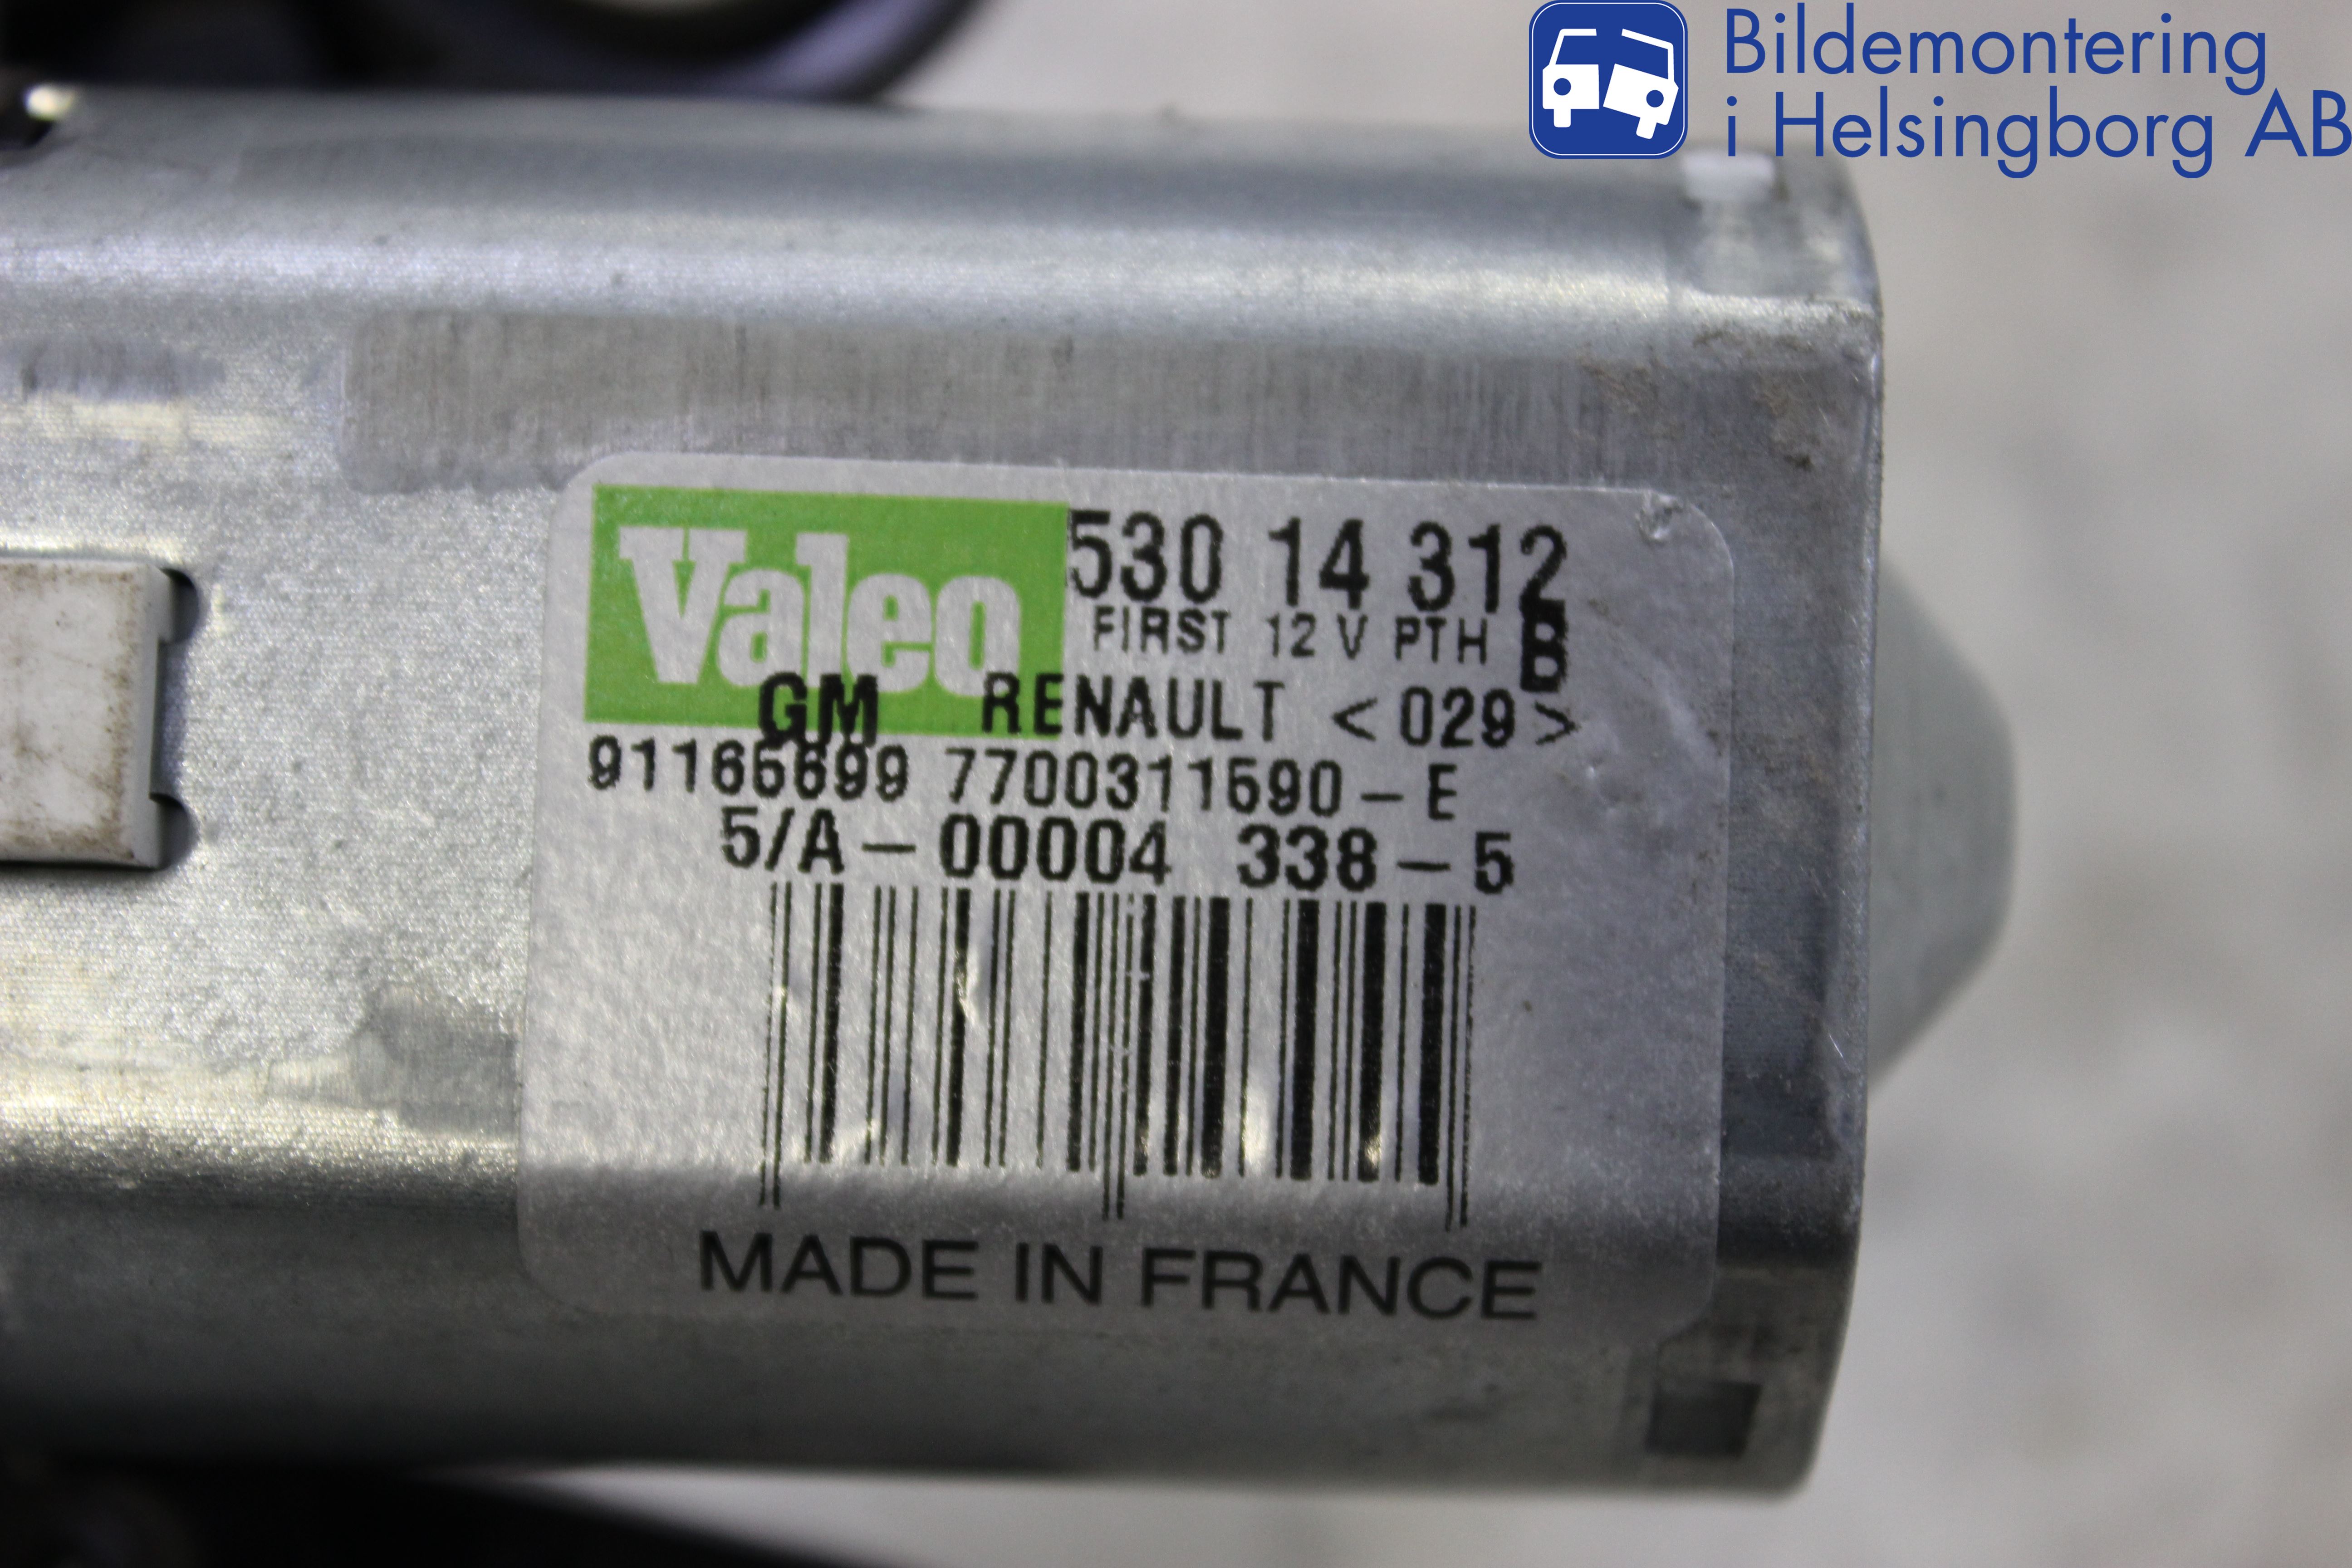 Bildemontering
i Helsingborg AB
Valeo 530 14 312
FIRST 12 V PTH B
GM RENAULT <029>
91165699 7700311590-E
5/A-00004 338-5
MADE IN FRANCE